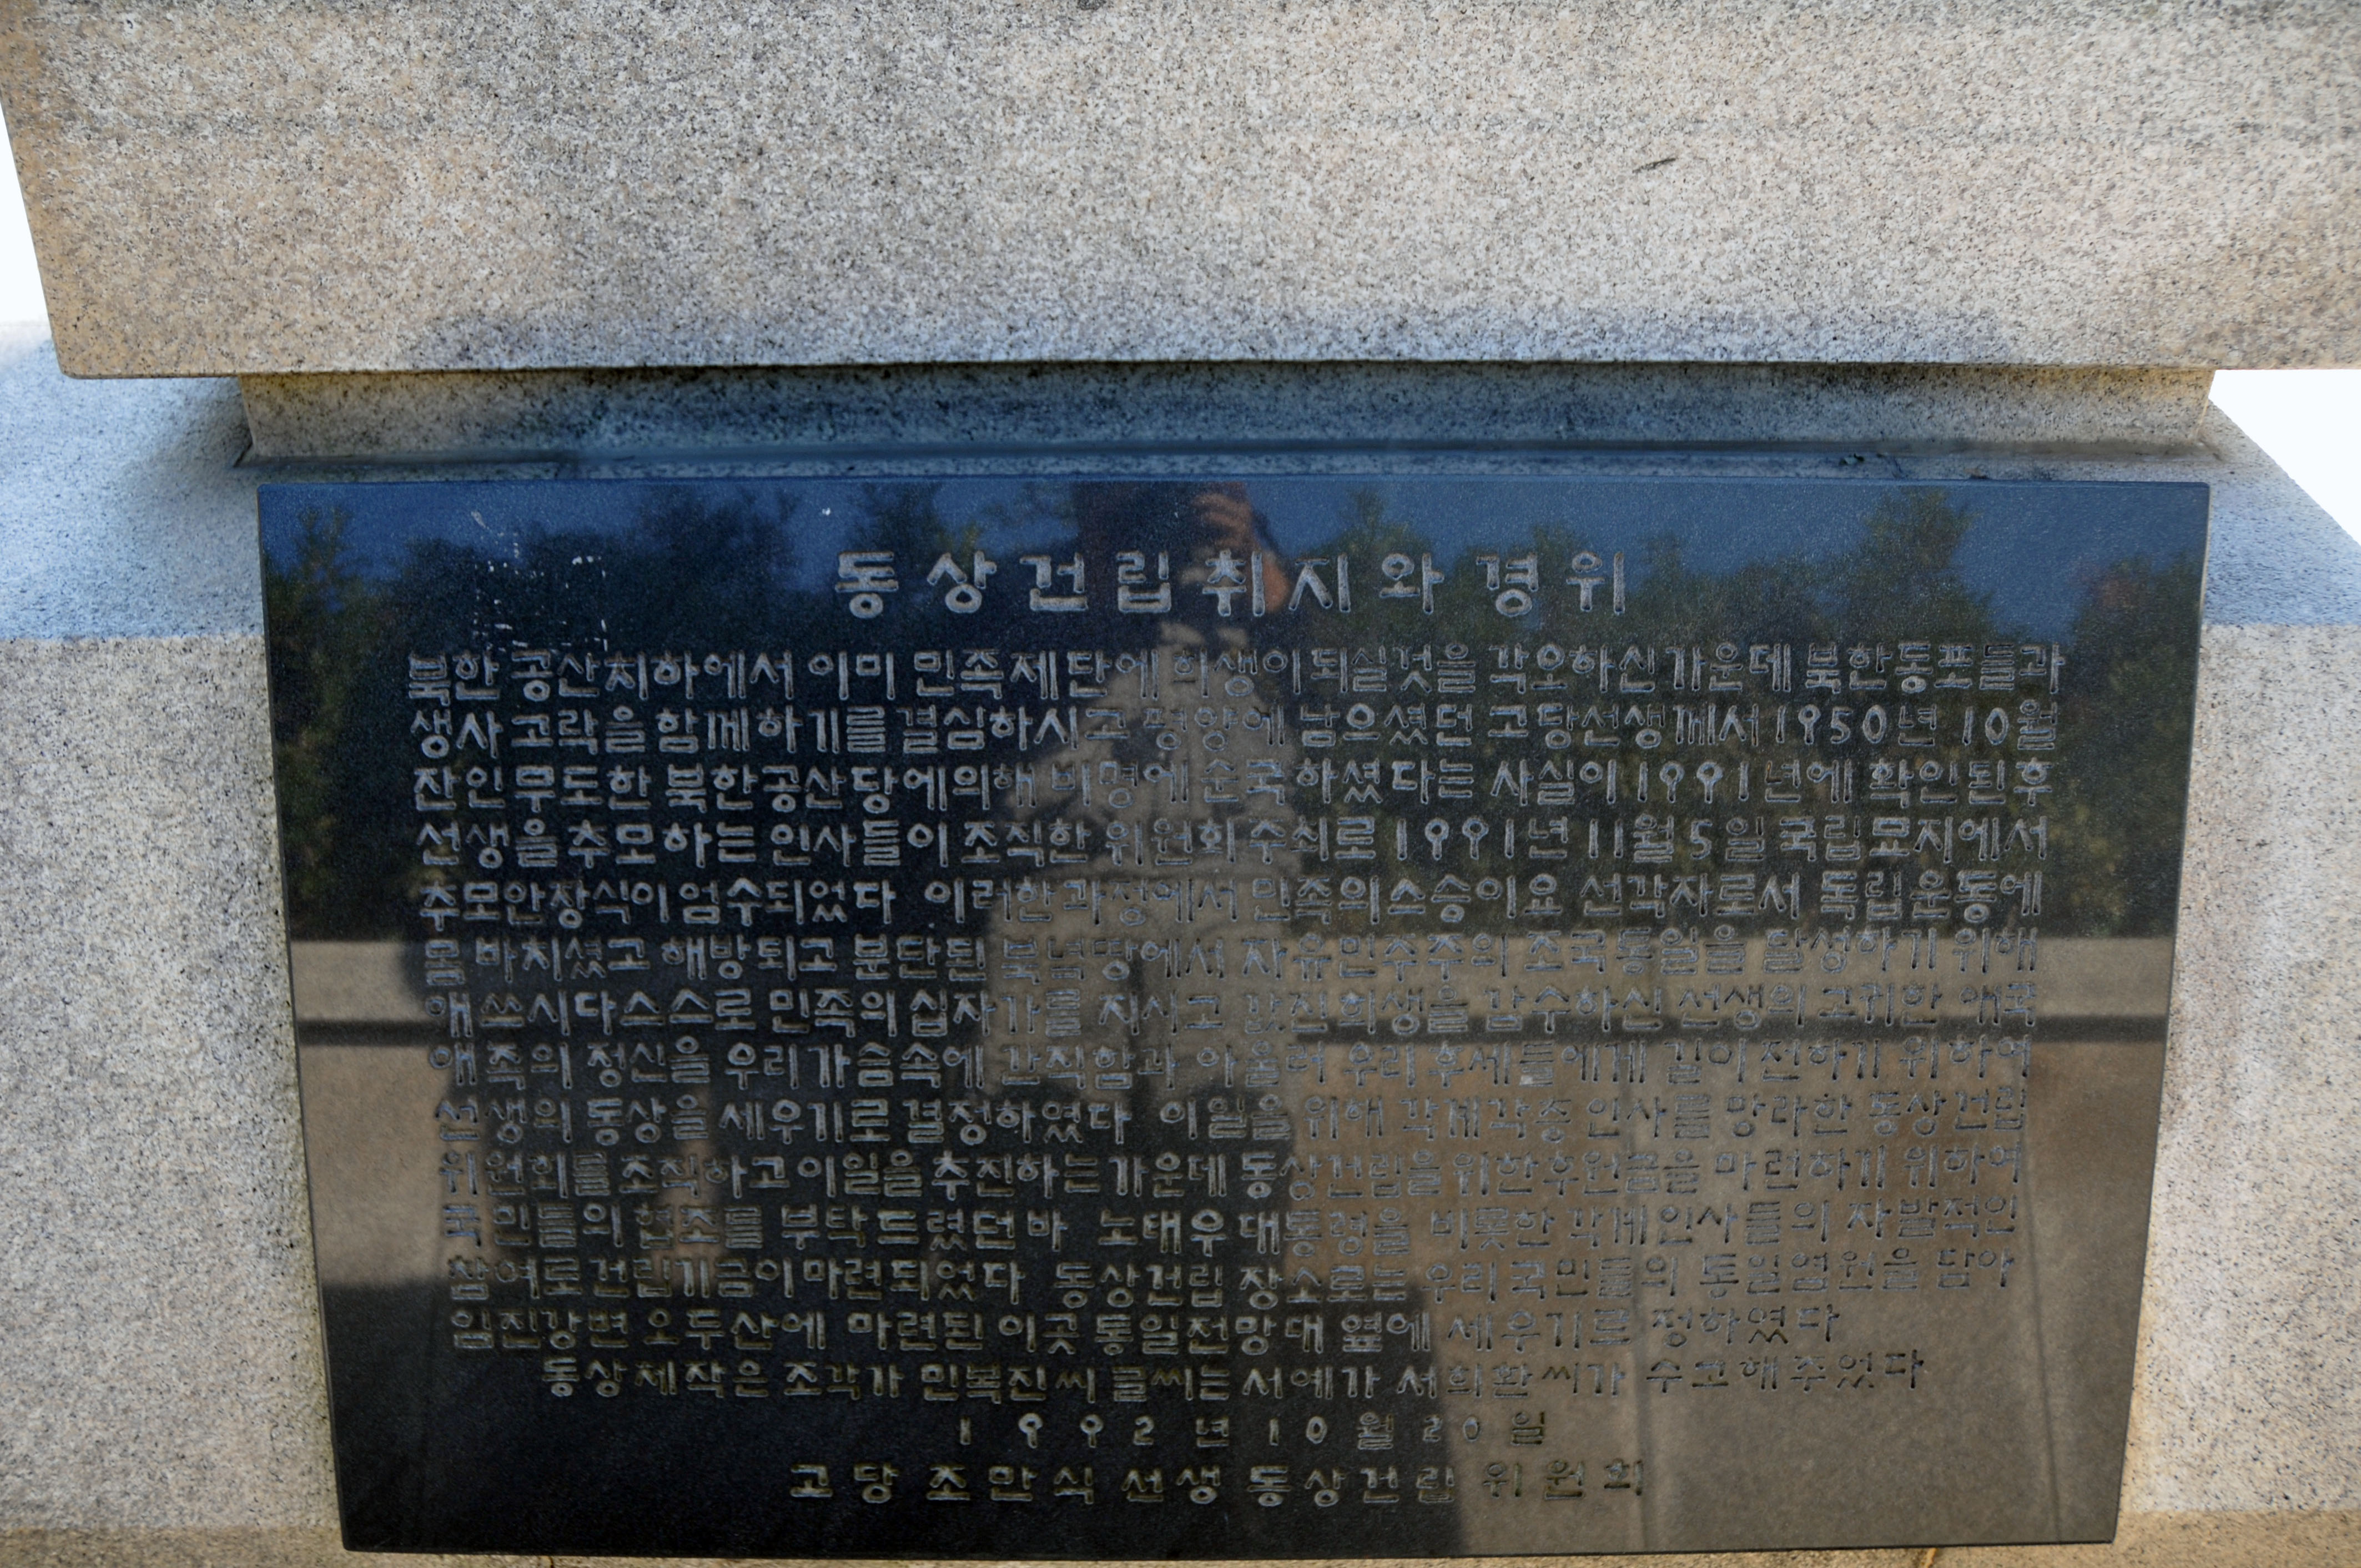 동상건립취지와 경위
북한 공산치하에서 이미 민족제단에 희생이되실것을 각오하신가운데 북한동포들과
생사고락을함께하기를 결심하시고 평양에 남으셨던 고당선생께서1950년 10월
잔인무도한 북한공산당에의해 비명에순국하셨다는 사실이1991년에 확인된후
선생을추모하는인사들이조직한 위원회수최로1991년 11월5일국립묘지에서
추모안장식이엄수되었다 이러한과정에서 민족의스승이요 선각자로서 독립운동에
몸바치셨고 해방되고 분단된 북녘땅에서 자유민주주의 조국통일을 달성하기 위해
애쓰시다스스로민족의십자가를 지시고 값진희생을 감수하신 선생의고귀한 애국
애족의 정신을 우리가슴속에간직함과 아울러우리후세들에게 길이전하기위하여
선생의동상을 세우기로결정하였다 이일을 위해각계각층인사를망라한 동상건립
위원회를조직하고이일을추진하는가운데동상건립을위한후원금을 마련하기위하여
국민들의협조를 부탁드렸던바 노태우대통령을 비롯한각계인사들의 자발적인
참여로건립기금이마련되었다 동상건립장소로는 우리국민들의 통일염원을담아
임진강변오두산에 마련된이곳통일전망대옆에세우기로 정하였다
동상제작은조각가 민복진씨글씨는서예가 서희환씨가 수고해주었다
1992년 10월 20일
고당 조만식 선생 동상건립 위원회